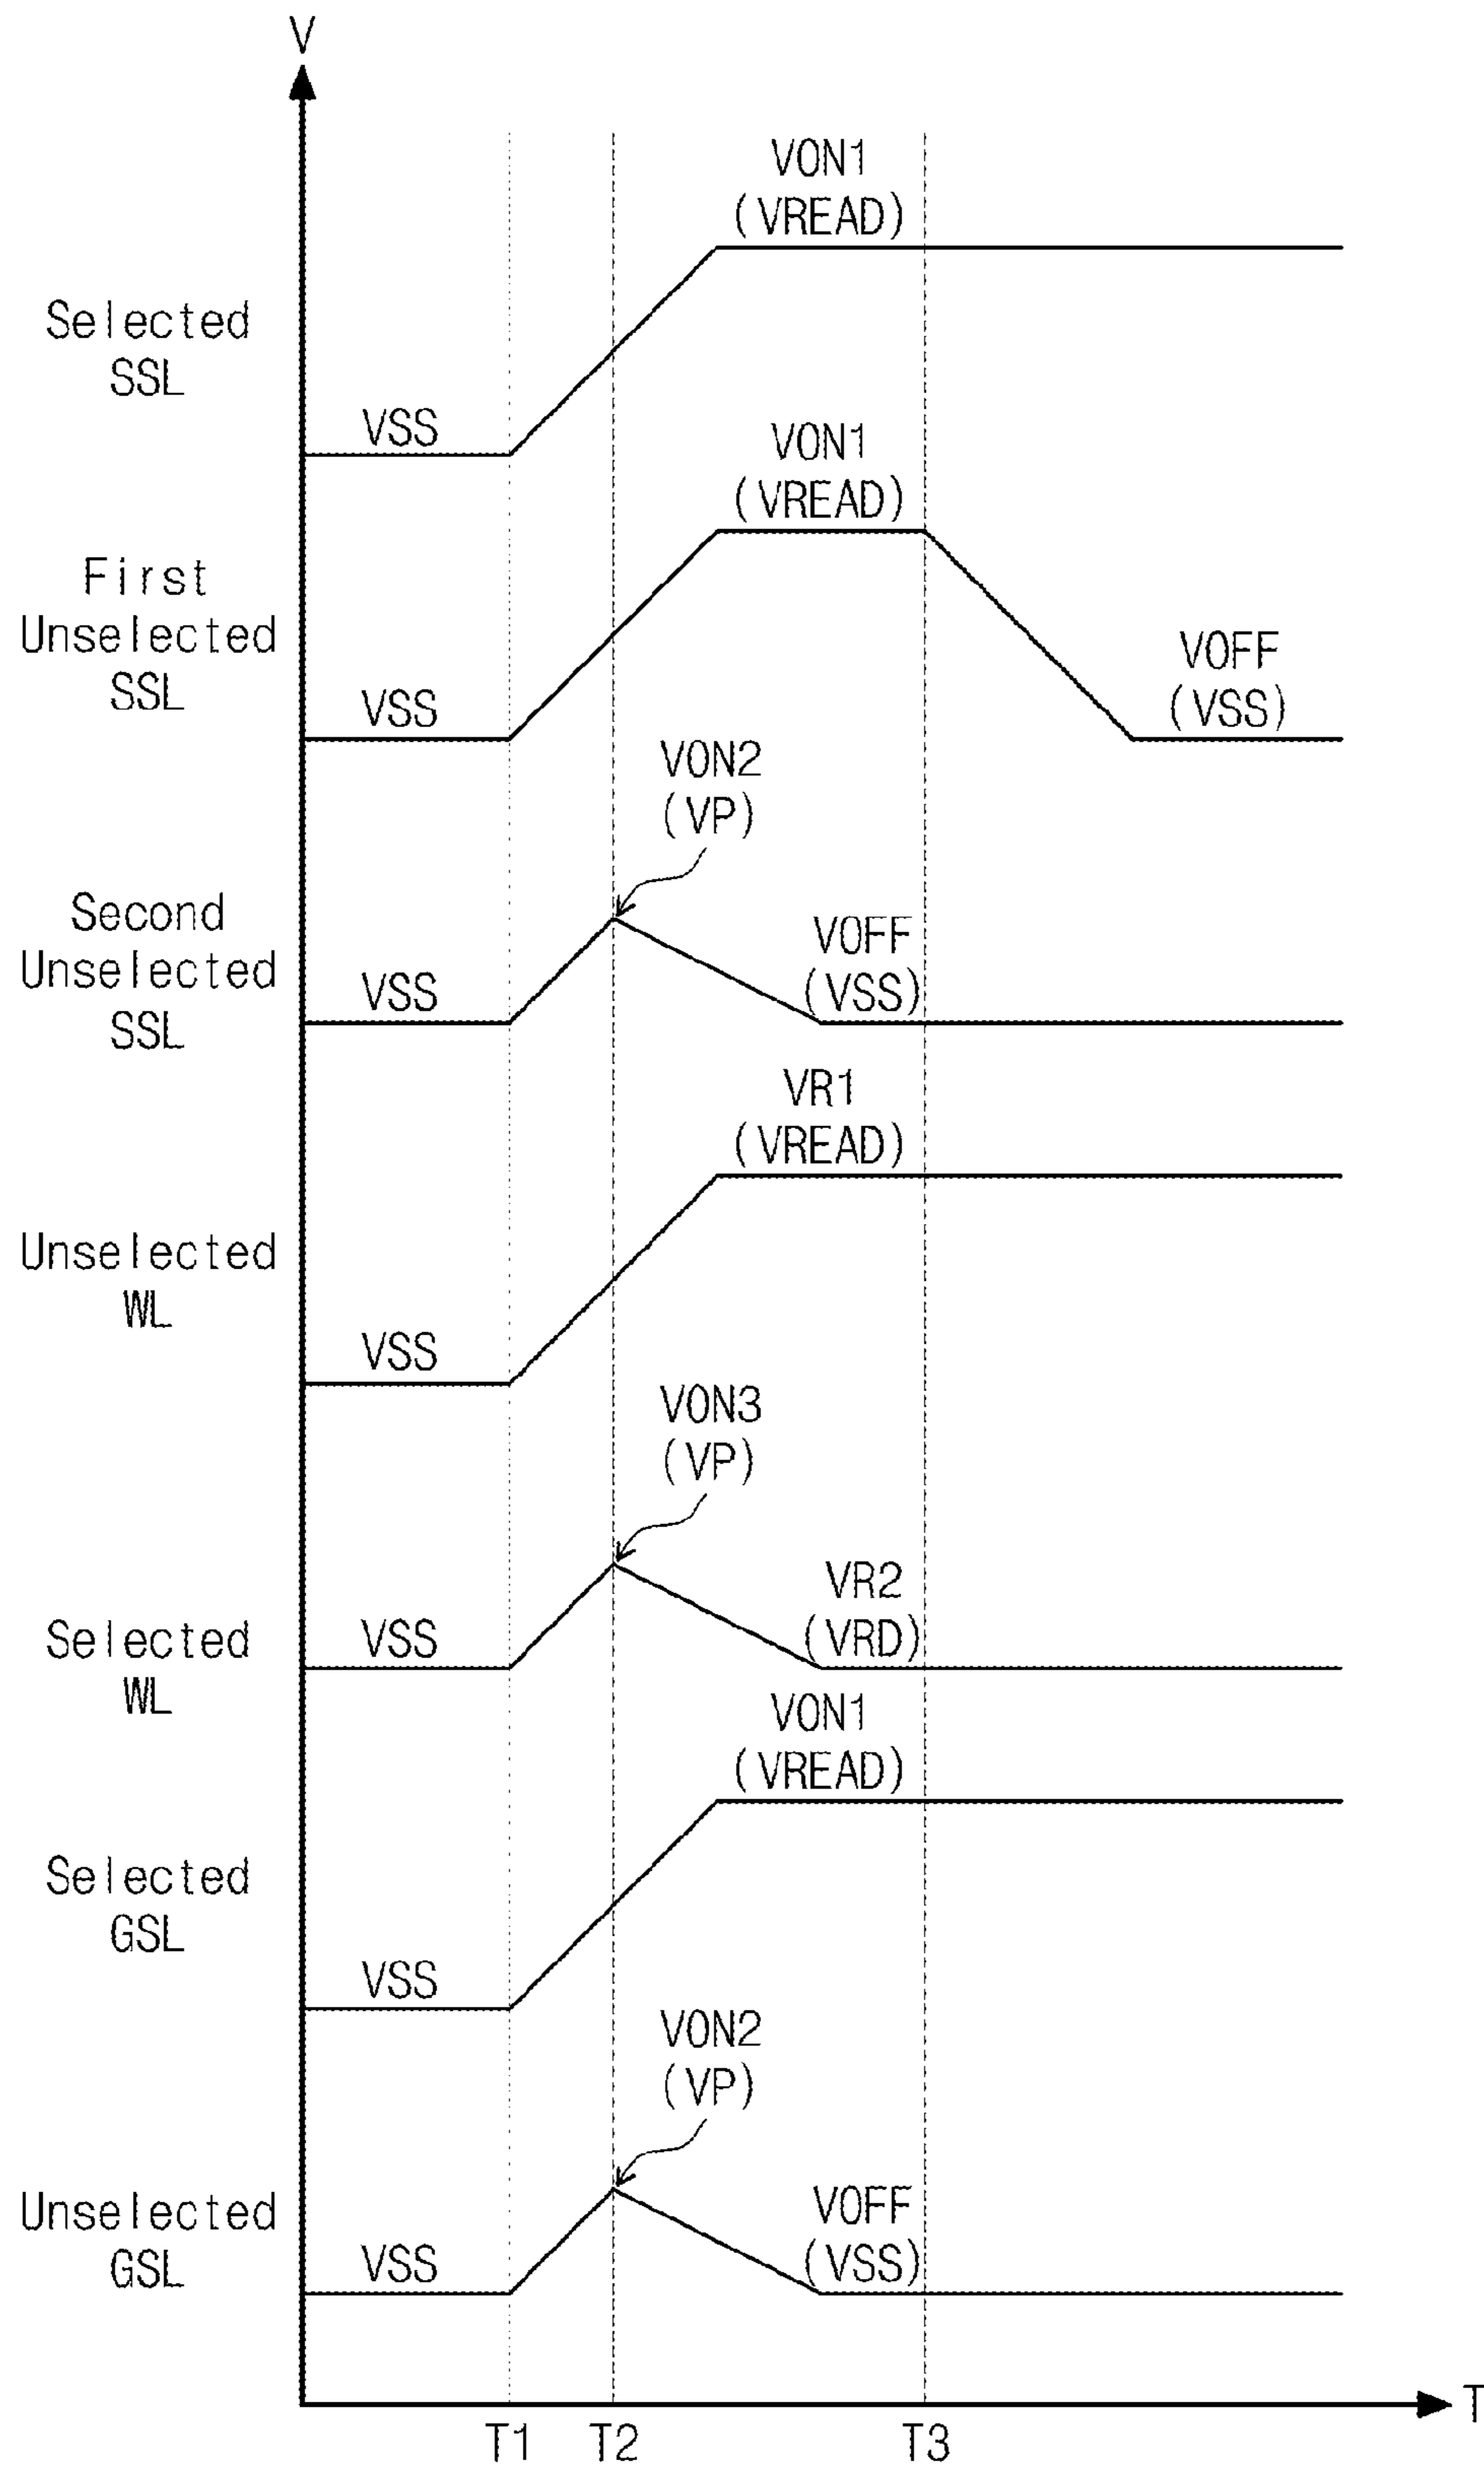 V
VON1
(VREAD)
Selected
SSL
VSS
VON1
(VREAD)
First
Unselected
SSL
VSS
VOFF
(VSS)
VON2
(VP)
Second
Unselected
SSL
VSS
VOFF
(VSS)
VR1
(VREAD)
Unselected
WL
VSS
VON3
(VP)
Selected
WL
VSS
VR2
(VRD)
VON1
(VREAD)
Selected
GSL
VSS
VON2
(VP)
Unselected
GSL
VSS
VOFF
(VSS)
T
T1 T2 T3